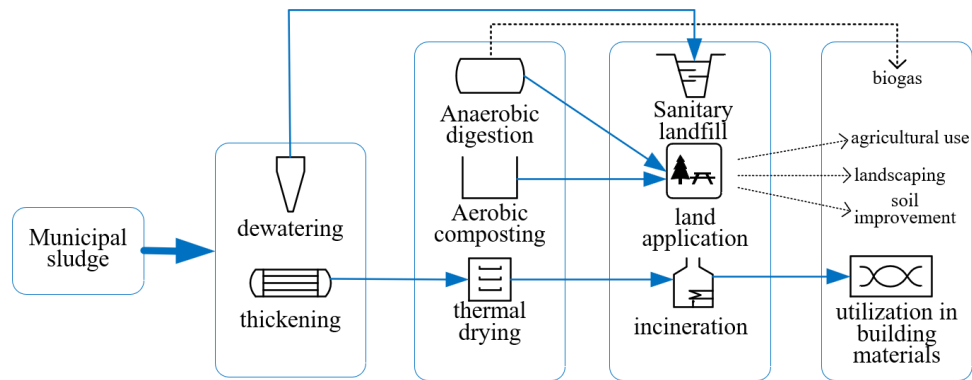 Municipal
sludge
dewatering
thickening
Anaerobic
digestion
Aerobic
composting
thermal
drying
Sanitary
landfill
land
application
incineration
biogas
agricultural use
landscaping
soil
improvement
utilization in
building
materials